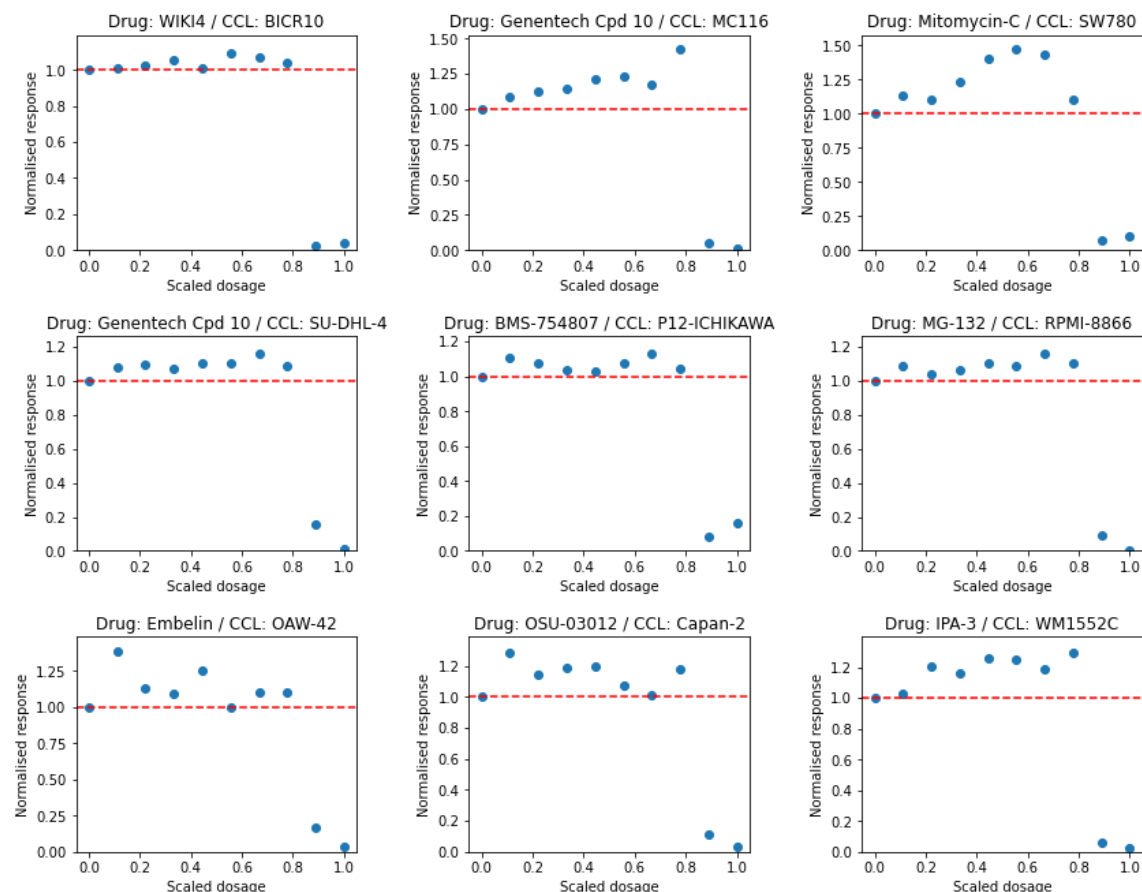 Drug: WIKI4 / CCL: BICR10
Normalised response
1.0
0.8
0.6
0.4
0.2
0.0
0.0 0.2 0.4 0.6 0.8 1.0
Scaled dosage
Drug: Genentech Cpd 10 / CCL: MC116
Normalised response
1.50
1.25
1.00
0.75
0.50
0.25
0.00
0.0 0.2 0.4 0.6 0.8 1.0
Scaled dosage
Drug: Mitomycin-C / CCL: SW780
Normalised response
1.50
1.25
1.00
0.75
0.50
0.25
0.00
0.0 0.2 0.4 0.6 0.8 1.0
Scaled dosage
Drug: Genentech Cpd 10 / CCL: SU-DHL-4
Normalised response
1.2
1.0
0.8
0.6
0.4
0.2
0.0
0.0 0.2 0.4 0.6 0.8 1.0
Scaled dosage
Drug: BMS-754807 / CCL: P12-ICHIKAWA
Normalised response
1.2
1.0
0.8
0.6
0.4
0.2
0.0
0.0 0.2 0.4 0.6 0.8 1.0
Scaled dosage
Drug: MG-132 / CCL: RPMI-8866
Normalised response
1.2
1.0
0.8
0.6
0.4
0.2
0.0
0.0 0.2 0.4 0.6 0.8 1.0
Scaled dosage
Drug: Embelin / CCL: OAW-42
Normalised response
1.25
1.00
0.75
0.50
0.25
0.00
0.0 0.2 0.4 0.6 0.8 1.0
Scaled dosage
Drug: OSU-03012 / CCL: Capan-2
Normalised response
1.2
1.0
0.8
0.6
0.4
0.2
0.0
0.0 0.2 0.4 0.6 0.8 1.0
Scaled dosage
Drug: IPA-3 / CCL: WM1552C
Normalised response
1.2
1.0
0.8
0.6
0.4
0.2
0.0
0.0 0.2 0.4 0.6 0.8 1.0
Scaled dosage